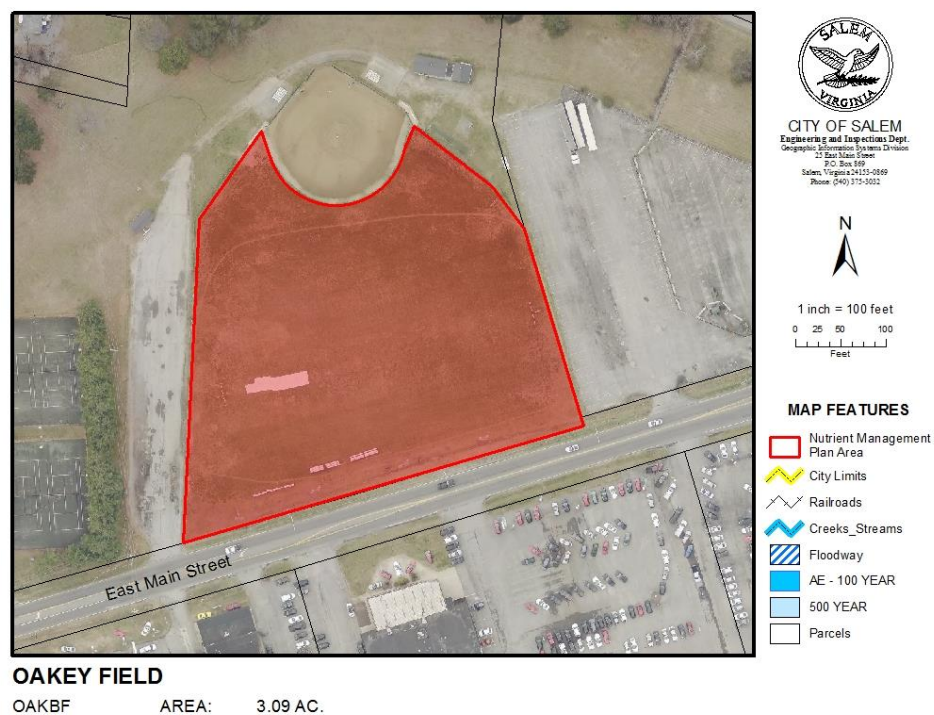 SALEM
VIRGINIA
CITY OF SALEM
Engineering and Inspections Dept.
Geographic Information Systems Division
25 East Main Street
P.O. Box 869
Salem, Virginia 24153-0869
Phone: (540) 375-3032
N
1 inch = 100 feet
0 25 50 100
Feet
MAP FEATURES
Nutrient Management
Plan Area
City Limits
Railroads
Creeks_Streams
Floodway
AE - 100 YEAR
500 YEAR
Parcels
East Main Street
OAKEY FIELD
OAKBF AREA: 3.09 AC.